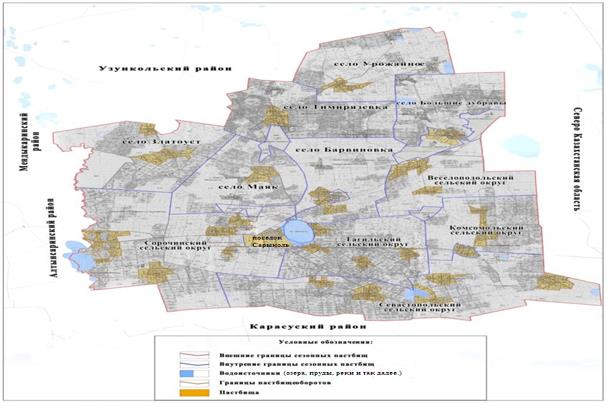 село Урожайное
Узункольский район
село Тимирязевка
село Большие дубравы
Мендыкаринский
район
село Златоуст
село Барвиновка
Северо Казахстанская область
село Маяк
Веселоподольский
сельский округ
Алтынсаринский район
Комсомольский
сельский округ
Сорочинский
сельский округ
поселок
Сарыколь
Тагильский
сельский округ
Севастопольский
сельский округ
Карасуский район
Условные обозначения:
Внешние границы сезонных пастбищ
Внутренние границы сезонных пастбищ
Водоисточники (озера, пруды, реки и так далее.)
Границы пастбищеоборотов
Пастбища